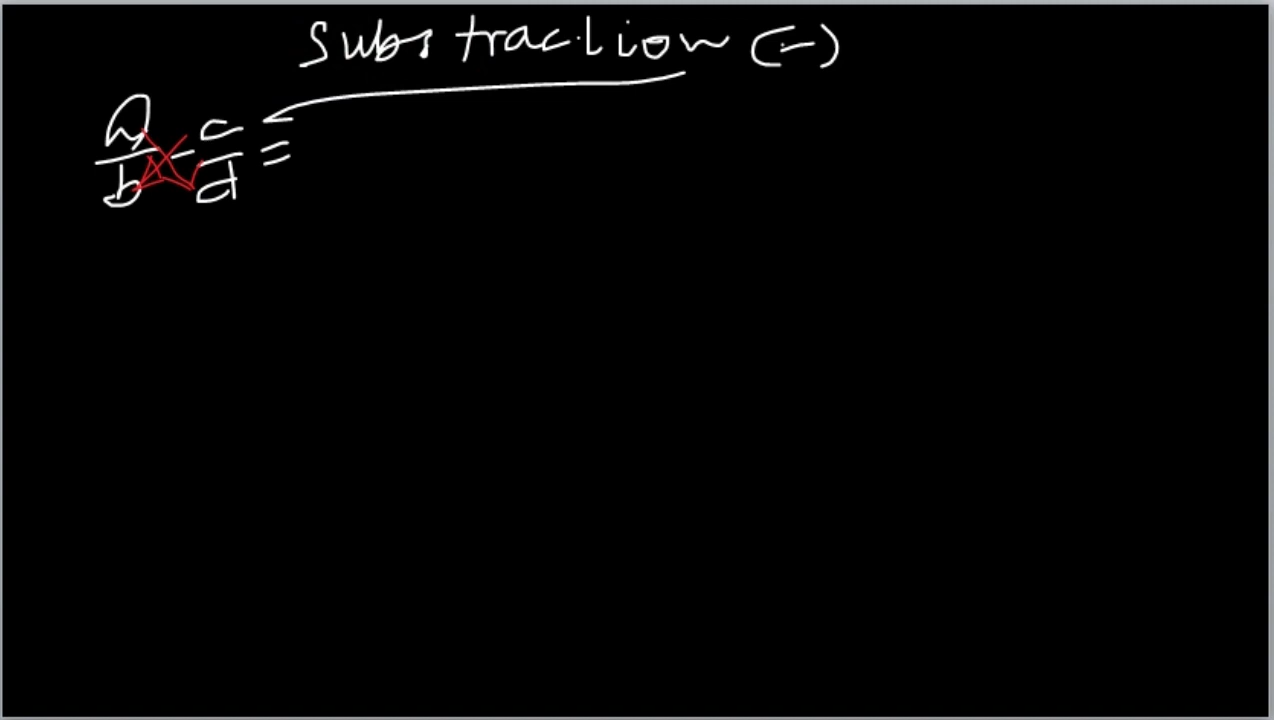 Substraction (-)
a/b - c/d =